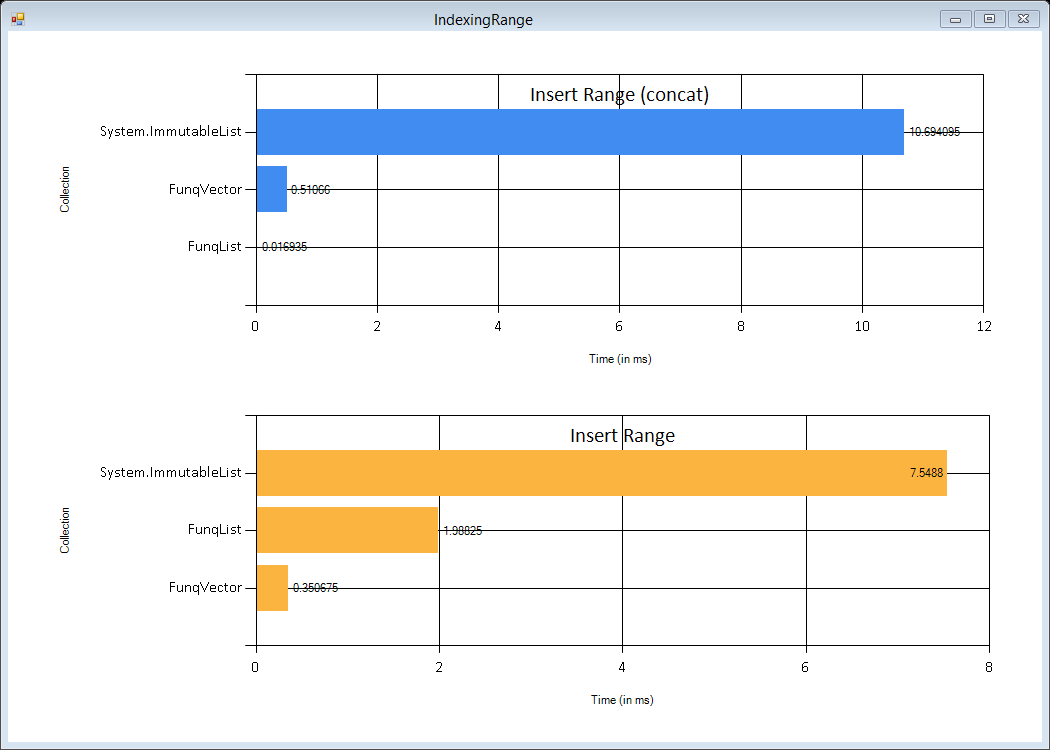 IndexingRange
Insert Range (concat)
System.ImmutableList
10.694095
FunqVector
0.51066
FunqList
0.016935
Collection
0 2 4 6 8 10 12
Time (in ms)
Insert Range
System.ImmutableList
7.5488
FunqList
1.98825
FunqVector
0.350675
Collection
0 2 4 6 8
Time (in ms)